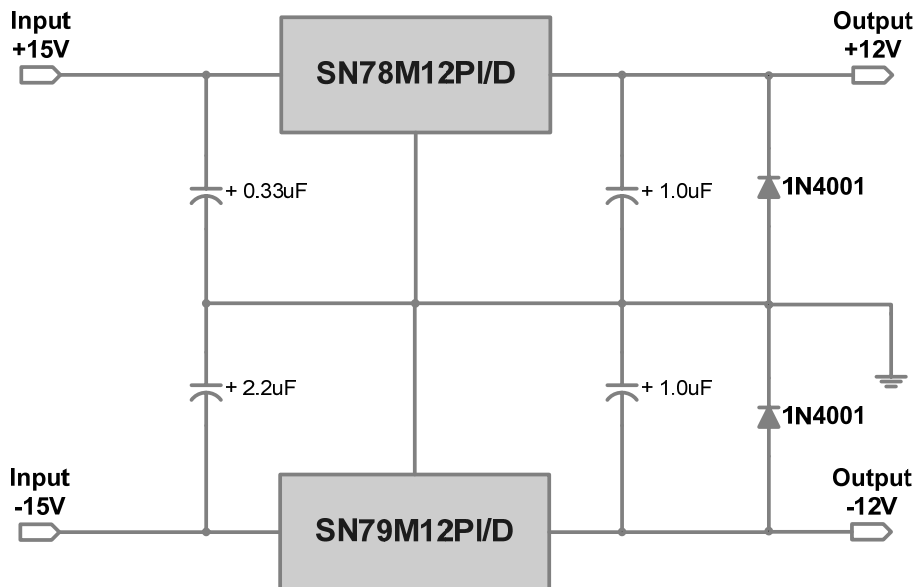 Input
+15V
SN78M12PI/D
Output
+12V
+ 0.33uF
+ 1.0uF
1N4001
+ 2.2uF
+ 1.0uF
1N4001
Input
-15V
SN79M12PI/D
Output
-12V